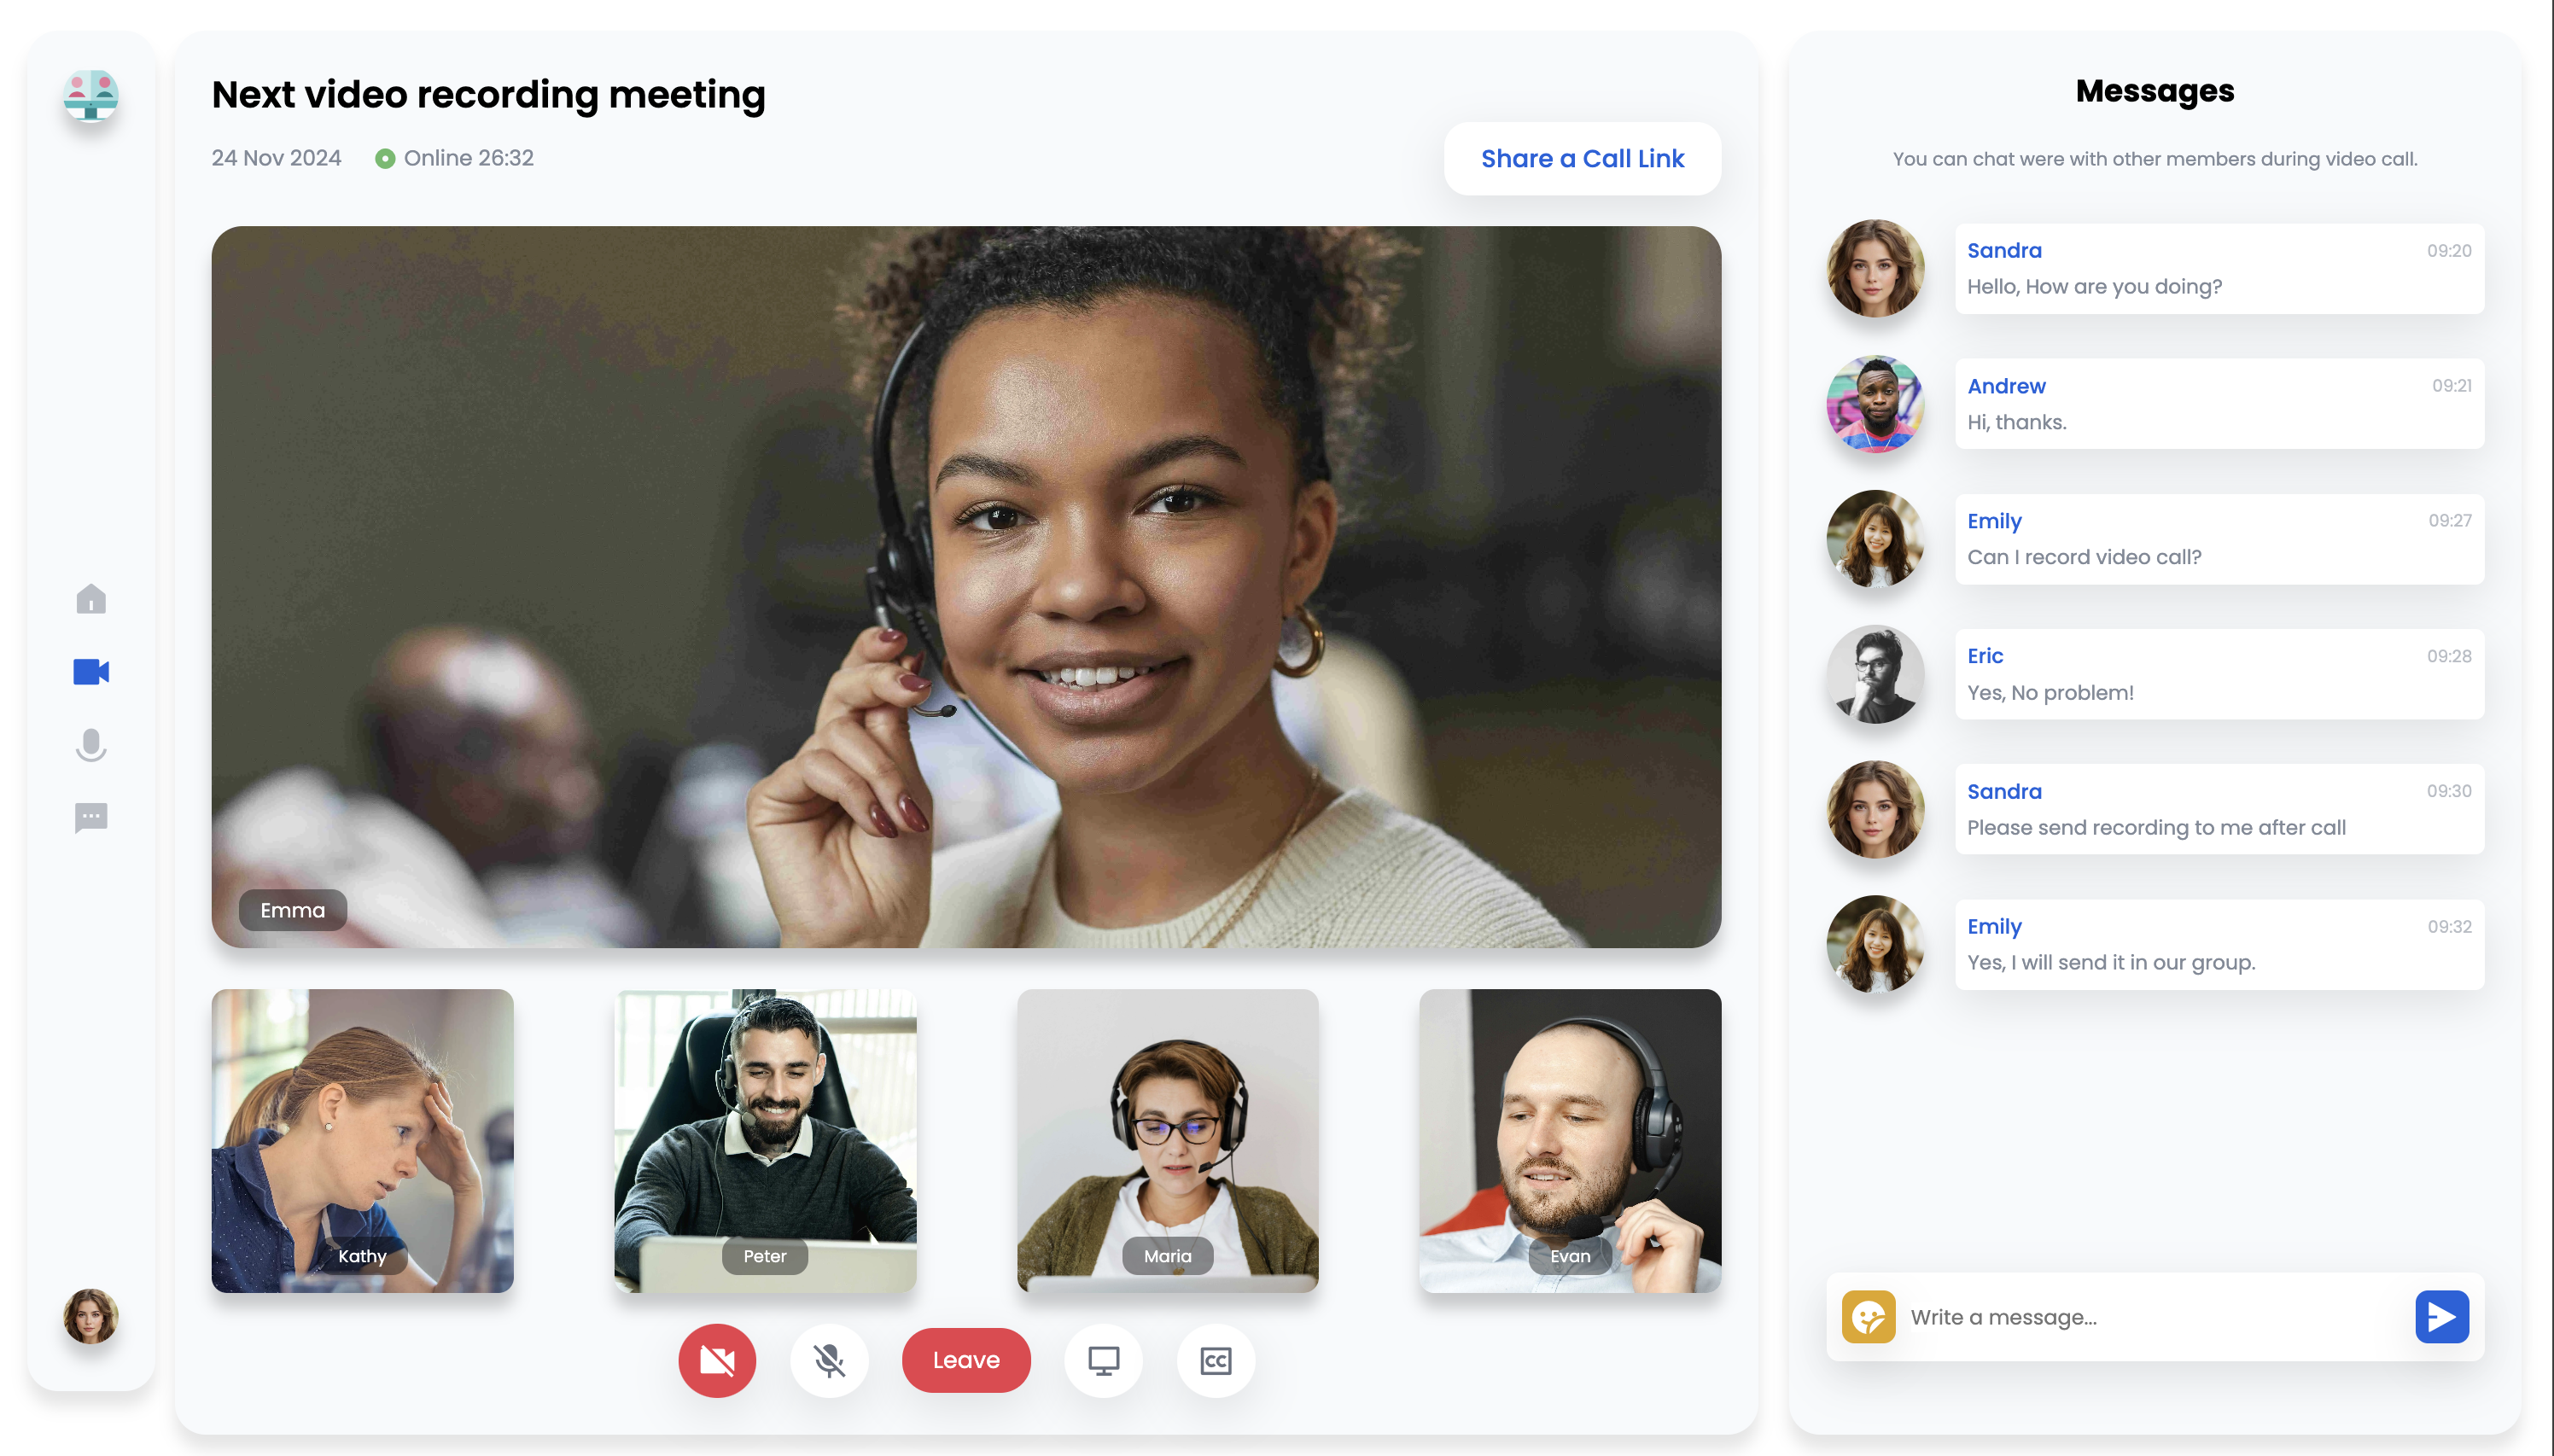 Next video recording meeting
24 Nov 2024
Online 26:32
Share a Call Link
Emma
Kathy
Peter
Maria
Evan
Leave
CC
Messages
You can chat were with other members during video call.
Sandra 09:20
Hello, How are you doing?
Andrew 09:21
Hi, thanks.
Emily 09:27
Can I record video call?
Eric 09:28
Yes, No problem!
Sandra 09:30
Please send recording to me after call
Emily 09:32
Yes, I will send it in our group.
Write a message...